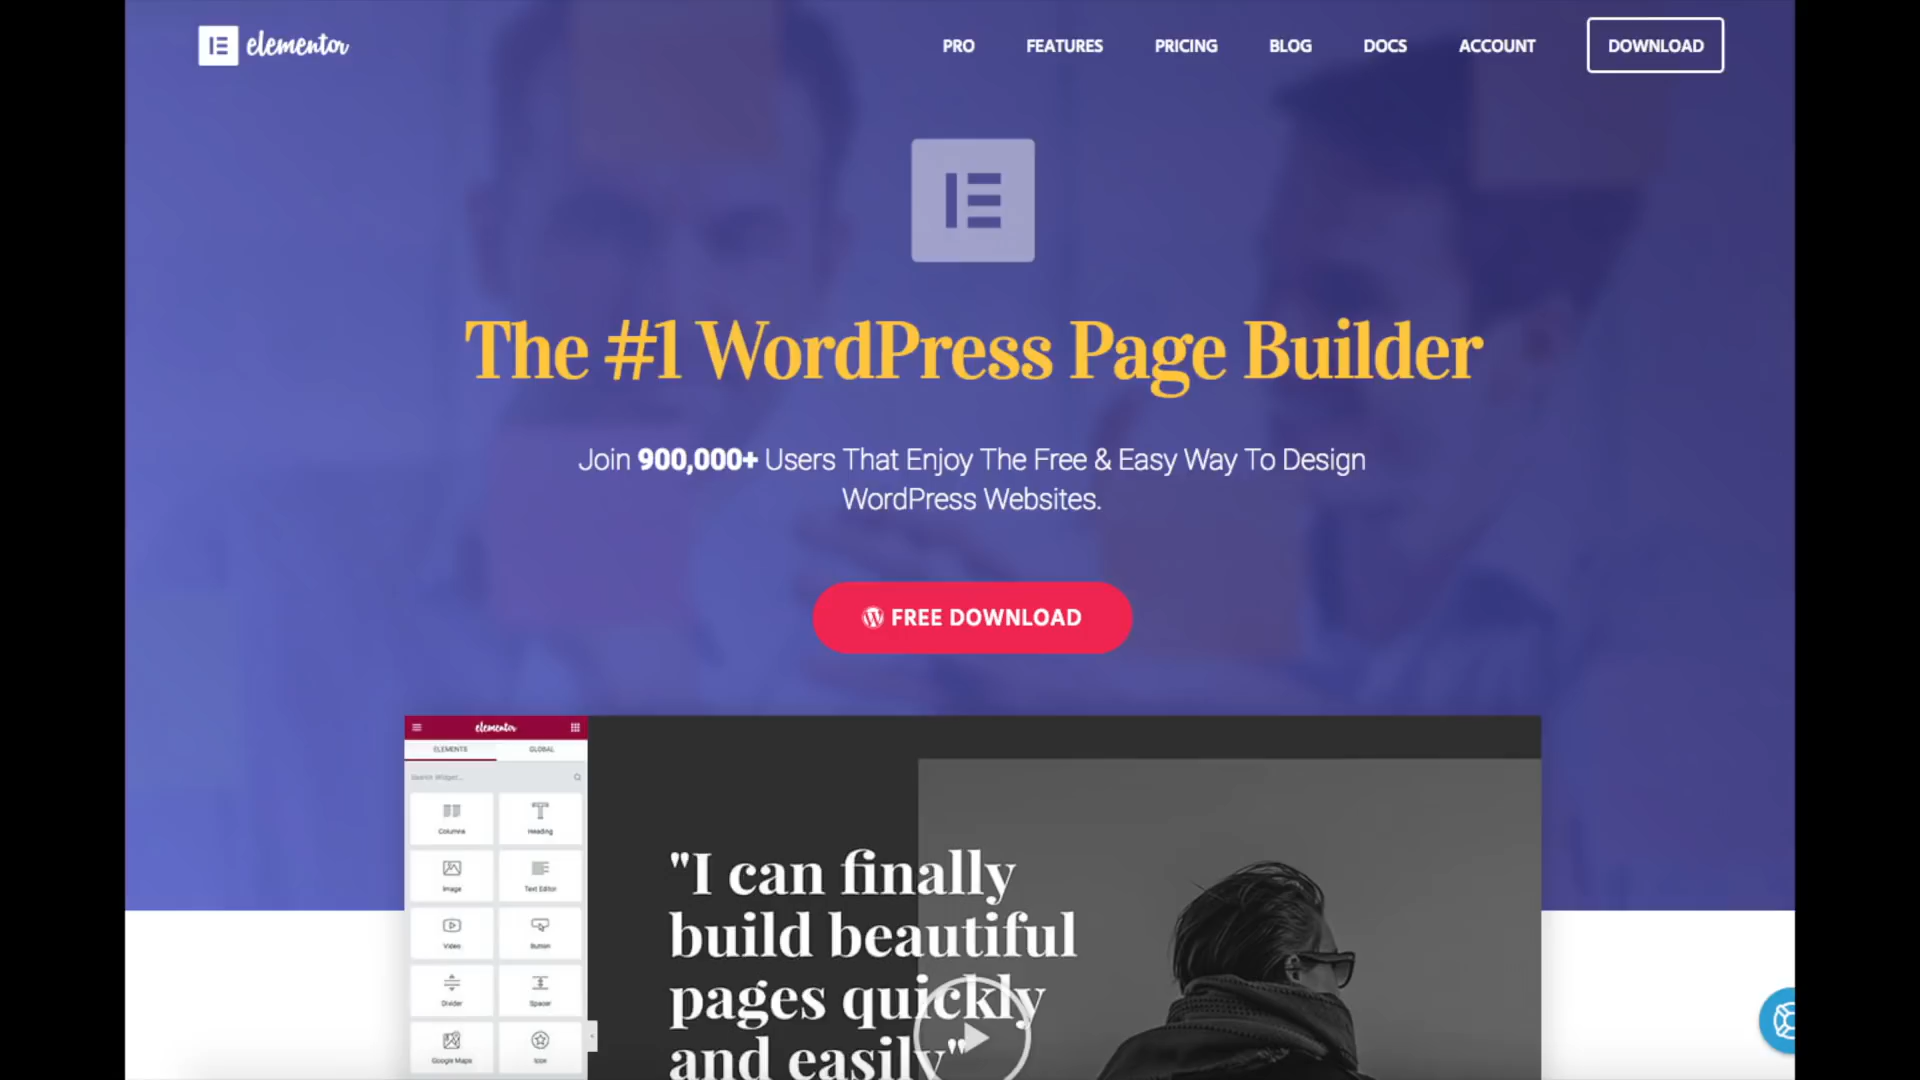 elementor
PRO FEATURES PRICING BLOG DOCS ACCOUNT DOWNLOAD
The #1 WordPress Page Builder
Join 900,000+ Users That Enjoy The Free & Easy Way To Design
WordPress Websites.
FREE DOWNLOAD
elementor
ELEMENTS GLOBAL
Search Widget...
Columns Heading
Image Text Editor
Video Button
Divider Spacer
Google Maps Icon
"I can finally
build beautiful
pages quickly
and easily"